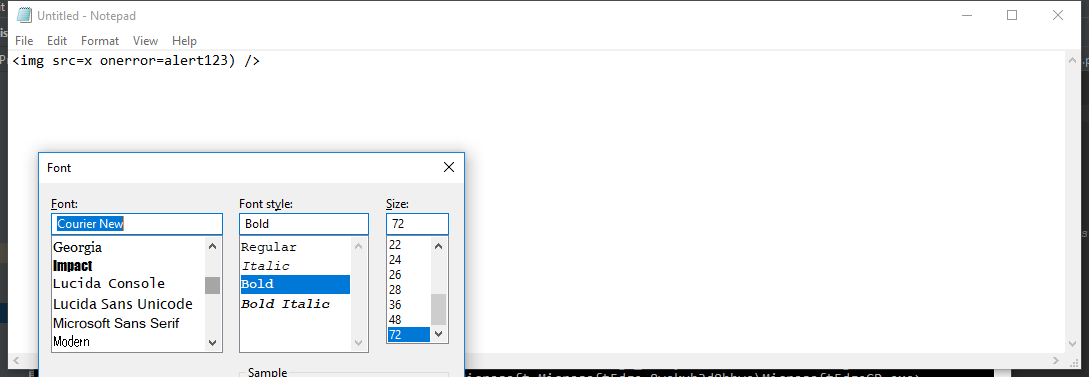 Untitled - Notepad
File Edit Format View Help
<img src=x onerror=alert123) />
Font
Font: Font style: Size:
Courier New Bold 72
Georgia Regular 22
Impact Italic 24
Lucida Console Bold 26
Lucida Sans Unicode Bold Italic 28
Microsoft Sans Serif 36
Modern 48
72
Sample